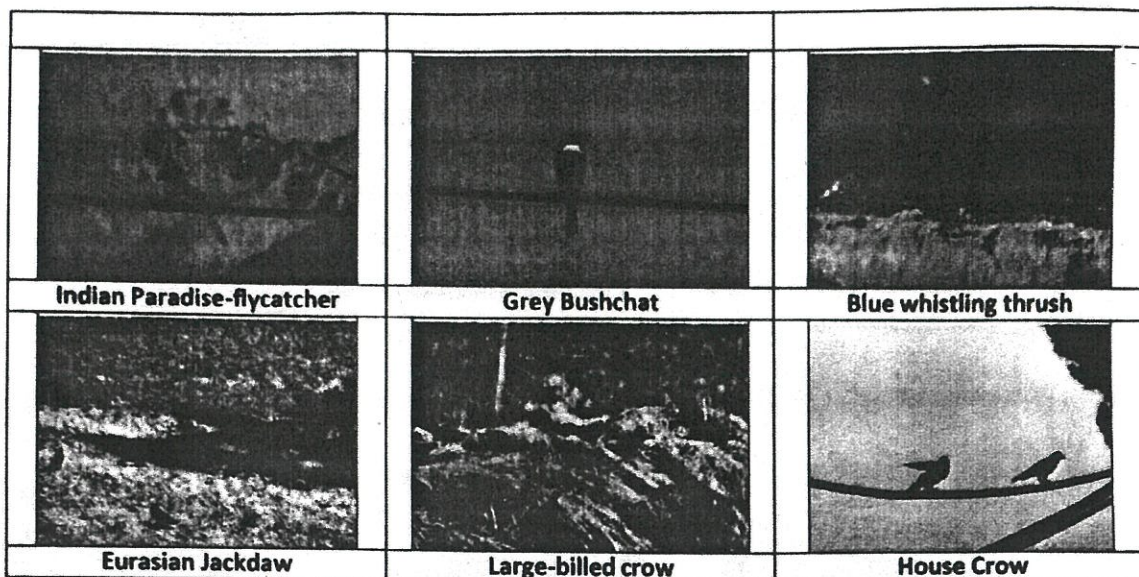 Indian Paradise-flycatcher
Grey Bushchat
Blue whistling thrush
Eurasian Jackdaw
Large-billed crow
House Crow